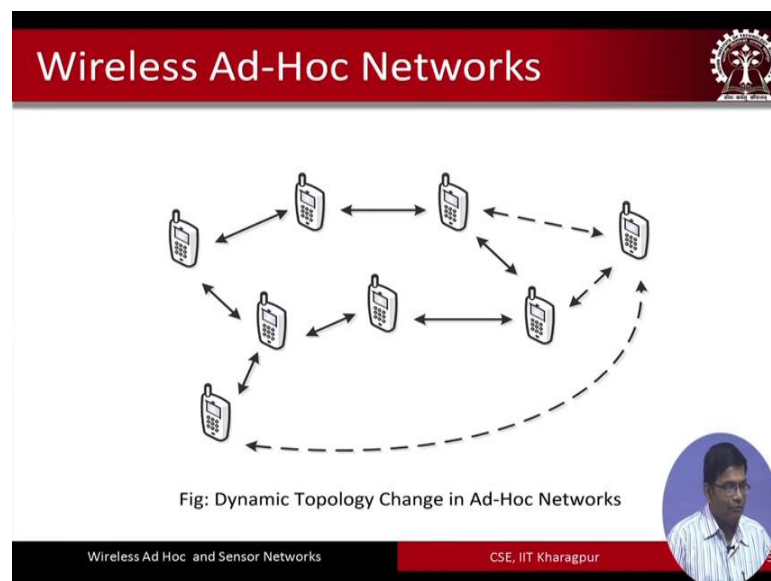 Wireless Ad-Hoc Networks
Fig: Dynamic Topology Change in Ad-Hoc Networks
Wireless Ad Hoc and Sensor Networks
CSE, IIT Kharagpur